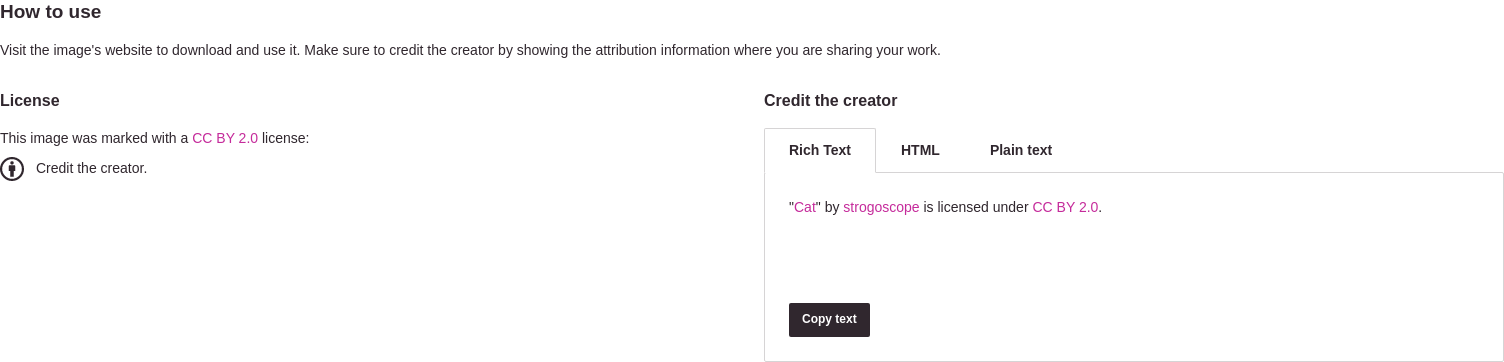 How to use
Visit the image's website to download and use it. Make sure to credit the creator by showing the attribution information where you are sharing your work.
License
This image was marked with a CC BY 2.0 license:
Credit the creator.
Credit the creator
Rich Text
HTML
Plain text
"Cat" by strogoscope is licensed under CC BY 2.0.
Copy text